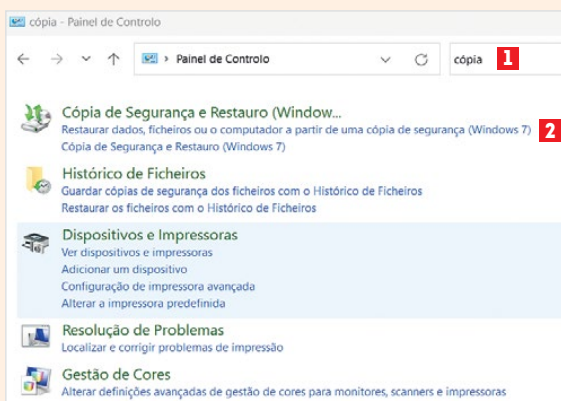 cópia - Painel de Controlo
Painel de Controlo
cópia
1
Cópia de Segurança e Restauro (Window...
Restaurar dados, ficheiros ou o computador a partir de uma cópia de segurança (Windows 7)
2
Cópia de Segurança e Restauro (Windows 7)
Histórico de Ficheiros
Guardar cópias de segurança dos ficheiros com o Histórico de Ficheiros
Restaurar os ficheiros com o Histórico de Ficheiros
Dispositivos e Impressoras
Ver dispositivos e impressoras
Adicionar um dispositivo
Configuração de impressora avançada
Alterar a impressora predefinida
Resolução de Problemas
Localizar e corrigir problemas de impressão
Gestão de Cores
Alterar definições avançadas de gestão de cores para monitores, scanners e impressoras